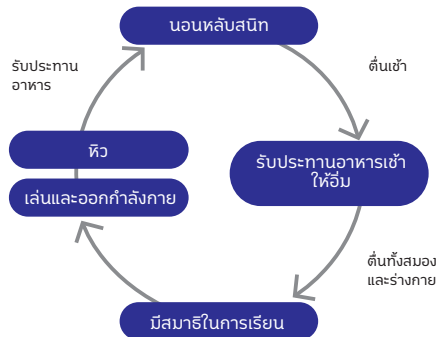 นอนหลับสนิท
ตื่นเช้า
รับประทานอาหารเช้า
ให้อิ่ม
ตื่นทั้งสมอง
และร่างกาย
มีสมาธิในการเรียน
เล่นและออกกำลังกาย
หิว
รับประทาน
อาหาร